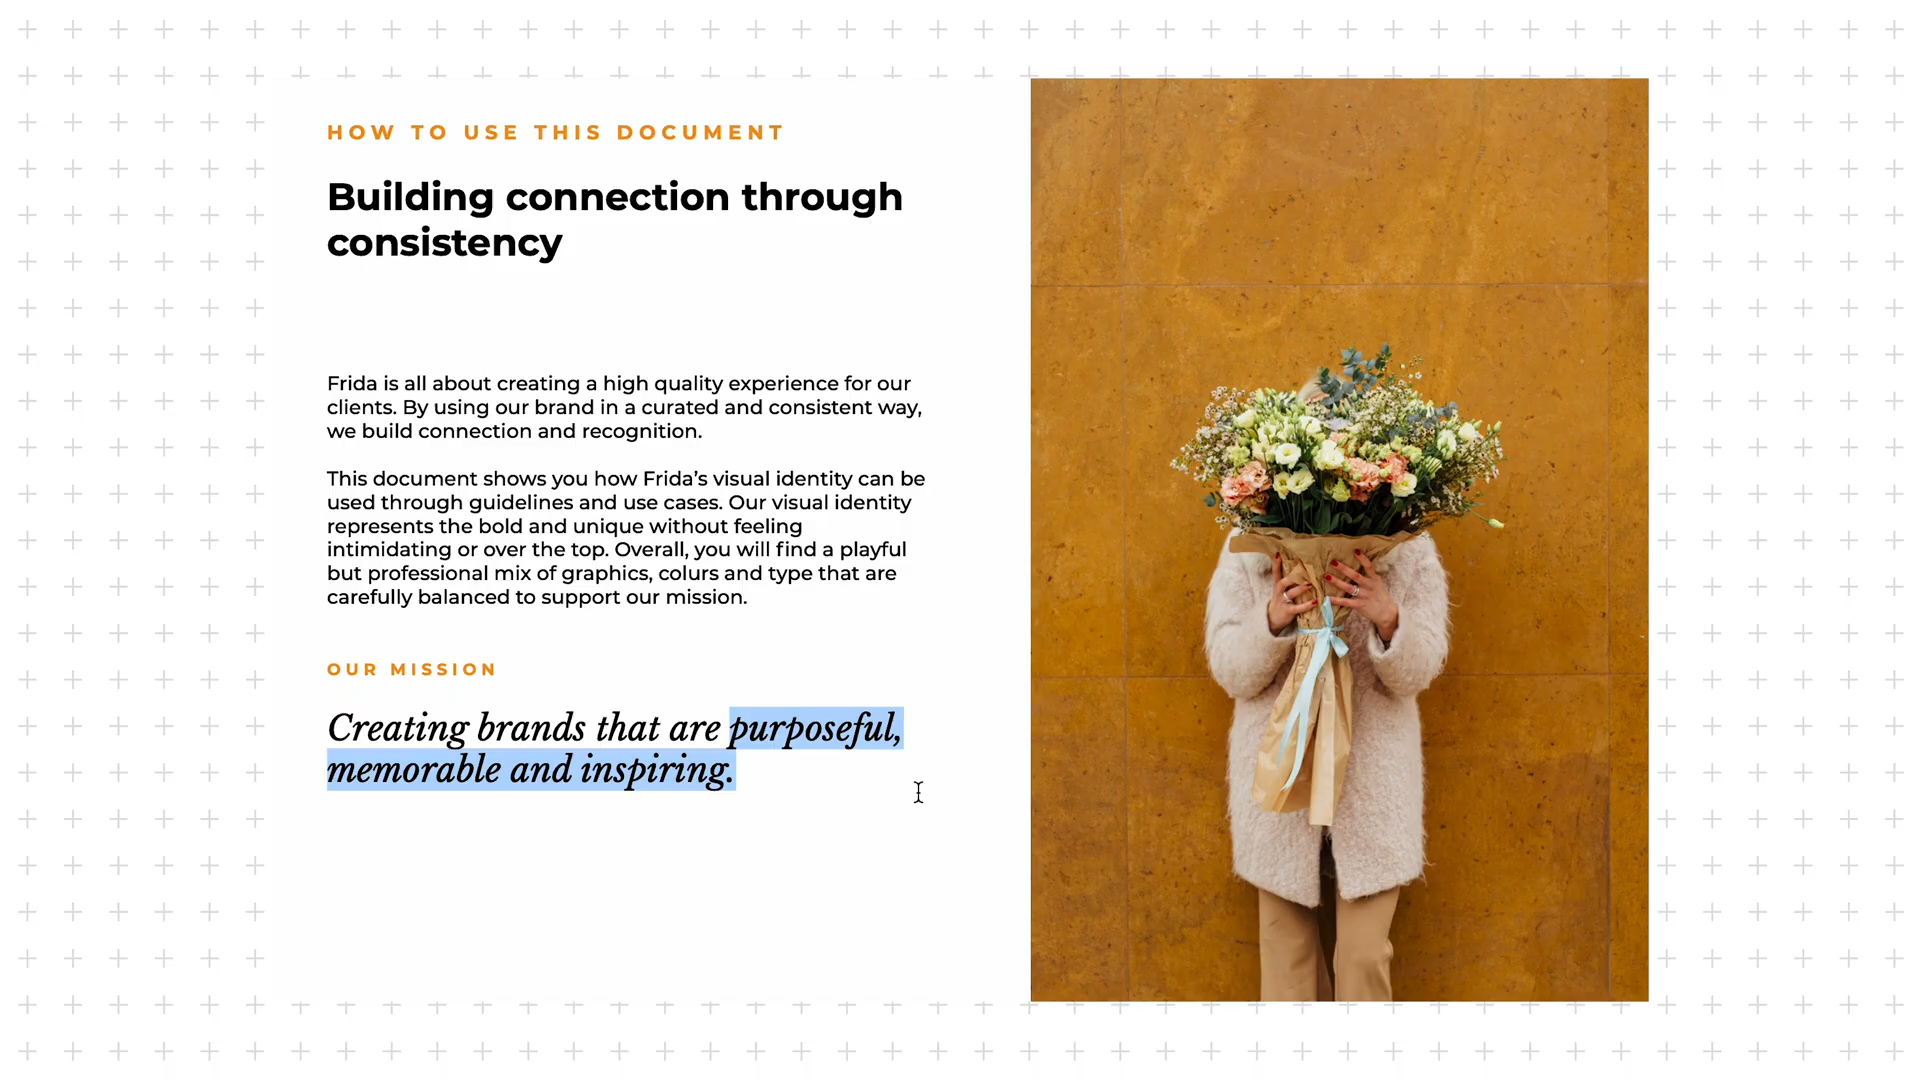 HOW TO USE THIS DOCUMENT
Building connection through
consistency
Frida is all about creating a high quality experience for our
clients. By using our brand in a curated and consistent way,
we build connection and recognition.
This document shows you how Frida’s visual identity can be
used through guidelines and use cases. Our visual identity
represents the bold and unique without feeling
intimidating or over the top. Overall, you will find a playful
but professional mix of graphics, colurs and type that are
carefully balanced to support our mission.
OUR MISSION
Creating brands that are purposeful,
memorable and inspiring.